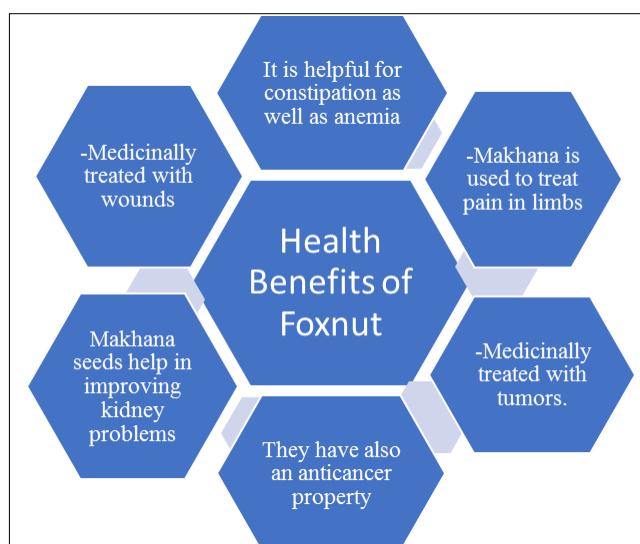 Health
Benefits of
Foxnut
It is helpful for
constipation as
well as anemia
-Makhana is
used to treat
pain in limbs
-Medicinally
treated with
tumors.
They have also
an anticancer
property
Makhana
seeds help in
improving
kidney
problems
-Medicinally
treated with
wounds